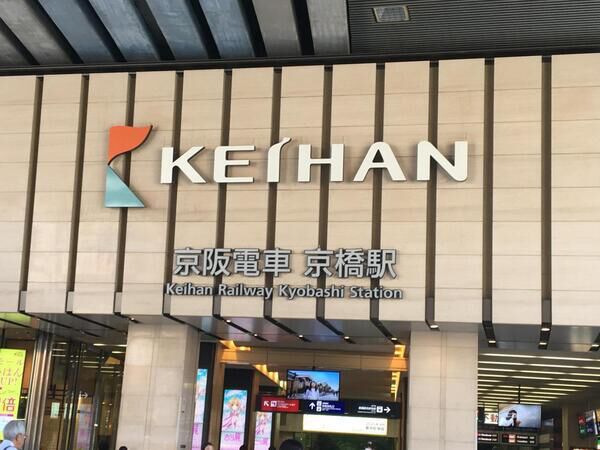 KEIHAN
京阪電車 京橋駅
Keihan Railway Kyobashi Station